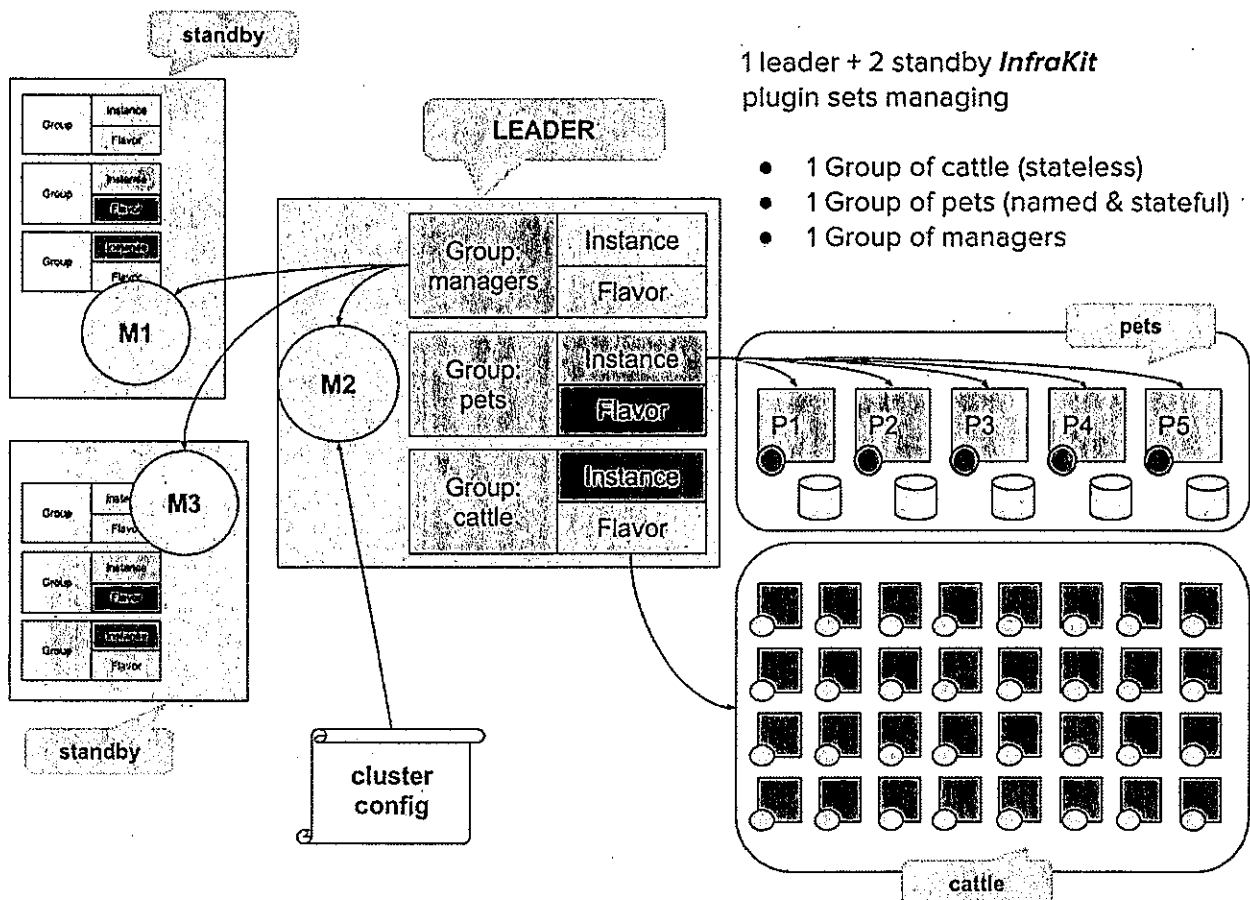 standby
Group
Instance
Flavor
Group
Instance
Flavor
Group
Instance
Flavor
M1
LEADER
Group:
managers
Instance
Flavor
M2
Group:
pets
Instance
Flavor
Group:
cattle
Instance
Flavor
1 leader + 2 standby InfraKit
plugin sets managing
● 1 Group of cattle (stateless)
● 1 Group of pets (named & stateful)
● 1 Group of managers
pets
P1
P2
P3
P4
P5
Group
Flavor
M3
Group
Instance
Flavor
Group
Instance
Flavor
standby
cluster
config
cattle